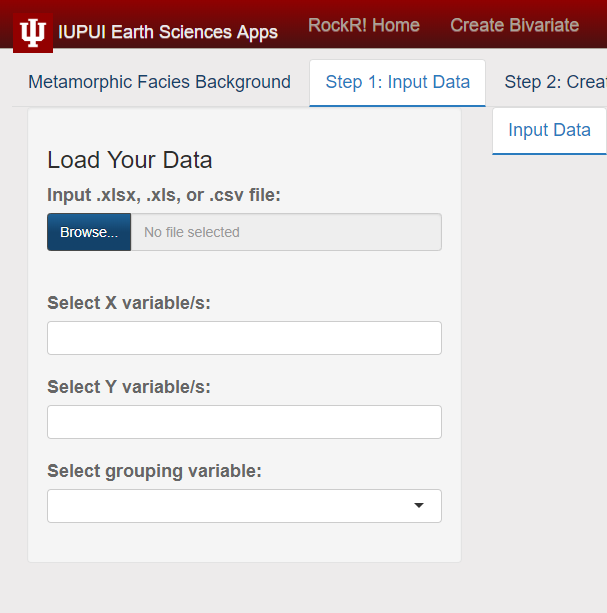 IUPUI Earth Sciences Apps RockR! Home Create Bivariate
Metamorphic Facies Background Step 1: Input Data Step 2: Crea
Input Data
Load Your Data
Input .xlsx, .xls, or .csv file:
Browse... No file selected
Select X variable/s:
Select Y variable/s:
Select grouping variable: